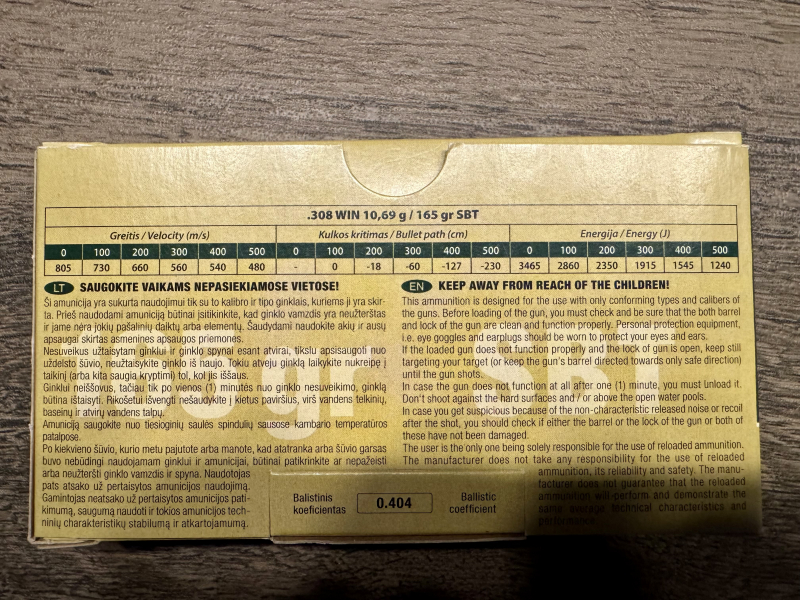 .308 WIN 10,69 g / 165 gr SBT
Greitis / Velocity (m/s) Kulkos kritimas / Bullet path (cm) Energija / Energy (J)
0 100 200 300 400 500 0 100 200 300 400 500 0 100 200 300 400 500
805 730 660 560 540 480 - 0 -18 -60 -127 -230 3465 2860 2350 1915 1545 1240
LT SAUGOKITE VAIKAMS NEPASIEKIAMOSE VIETOSE!
Ši amunicija yra sukurta naudojimui tik su to kalibro ir tipo ginklais, kuriems ji yra skir-
ta. Prieš naudodami amuniciją būtinai įsitikinkite, kad ginklo vamzdis yra neužterštas
ir jame nėra jokių pašalinių daiktų arba elementų. Šaudydami naudokite akių ir ausų
apsaugai skirtas asmenines apsaugos priemones.
Nesuveikus užtaisytam ginklui ir ginklo spynai esant atvirai, tikslu apsisaugoti nuo
uždelsto šūvio, neužtaisykite ginklo iš naujo. Tokiu atveju ginklą laikykite nukreipę į
taikinį (arba kita saugia kryptimi) tol, kol jis iššaus.
Ginklui neiššovus, tačiau tik po vienos (1) minutės nuo ginklo nesuveikimo, ginklą
būtina ištaisyti. Rikošetui išvengti nešaudykite į kietus paviršius, virš vandens telkinių,
baseinų ir atvirų vandens talpų.
Amuniciją saugokite nuo tiesioginių saulės spindulių sausose kambario temperatūros
patalpose.
Po kiekvieno šūvio, kurio metu pajutote arba manote, kad atatranka arba šūvio garsas
buvo nebūdingi naudojamam ginklui ir amunicijai, būtinai patikrinkite ar nepažeisti
arba neužteršti ginklo vamzdis ir spyna. Naudotojas
pats atsako už pertaisytos amunicijos naudojimą.
Gamintojas neatsako už pertaisytos amunicijos pati-
kimumą, saugumą naudoti ir tokios amunicijos tech-
ninių charakteristikų stabilumą ir atkartojamumą.
EN KEEP AWAY FROM REACH OF THE CHILDREN!
This ammunition is designed for the use with only conforming types and calibers of
the guns. Before loading of the gun, you must check and be sure that the both barrel
and lock of the gun are clean and function properly. Personal protection equipment,
i.e. eye goggles and earplugs should be worn to protect your eyes and ears.
If the loaded gun does not function properly and the lock of gun is open, keep still
targeting your target (or keep the gun's barrel directed towards only safe direction)
until the gun shots.
In case the gun does not function at all after one (1) minute, you must unload it.
Don't shoot against the hard surfaces and / or above the open water pools.
In case you get suspicious because of the non-characteristic released noise or recoil
after the shot, you should check if either the barrel or the lock of the gun or both of
these have not been damaged.
The user is the only one being solely responsible for the use of reloaded ammunition.
The manufacturer does not take any responsibility for the use of reloaded
ammunition, its reliability and safety. The manu-
facturer does not guarantee that the reloaded
ammunition will perform and demonstrate the
same average technical characteristics and
performance.
Balistinis
koeficientas
0.404
Ballistic
coefficient